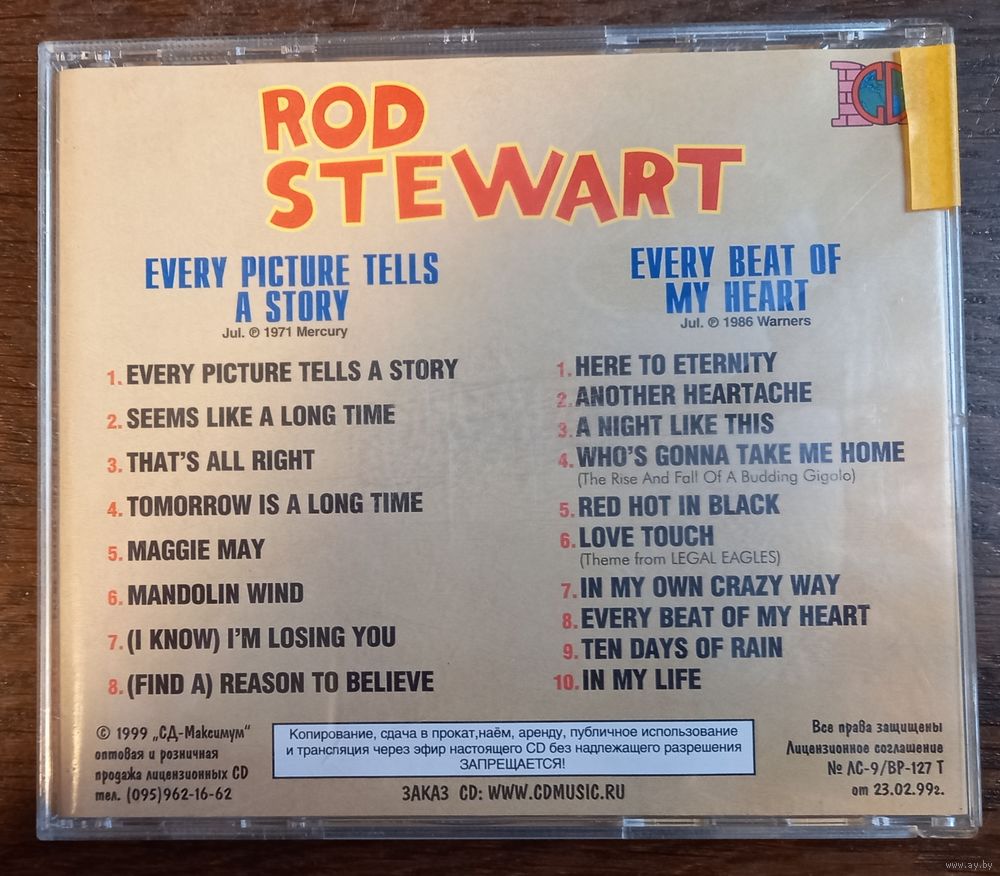 CD
ROD
STEWART
EVERY PICTURE TELLS
A STORY
Jul. ℗ 1971 Mercury
1. EVERY PICTURE TELLS A STORY
2. SEEMS LIKE A LONG TIME
3. THAT'S ALL RIGHT
4. TOMORROW IS A LONG TIME
5. MAGGIE MAY
6. MANDOLIN WIND
7. (I KNOW) I'M LOSING YOU
8. (FIND A) REASON TO BELIEVE
EVERY BEAT OF
MY HEART
Jul. ℗ 1986 Warners
1. HERE TO ETERNITY
2. ANOTHER HEARTACHE
3. A NIGHT LIKE THIS
4. WHO'S GONNA TAKE ME HOME
(The Rise And Fall Of A Budding Gigolo)
5. RED HOT IN BLACK
6. LOVE TOUCH
(Theme from LEGAL EAGLES)
7. IN MY OWN CRAZY WAY
8. EVERY BEAT OF MY HEART
9. TEN DAYS OF RAIN
10. IN MY LIFE
© 1999 „СД-Максимум"
оптовая и розничная
продажа лицензионных CD
тел. (095)962-16-62
Копирование, сдача в прокат,наём, аренду, публичное использование
и трансляция через эфир настоящего CD без надлежащего разрешения
ЗАПРЕЩАЕТСЯ!
ЗАКАЗ CD: WWW.CDMUSIC.RU
Все права защищены
Лицензионное соглашение
№ ЛС-9/ВР-127 Т
от 23.02.99г.
www.ay.by